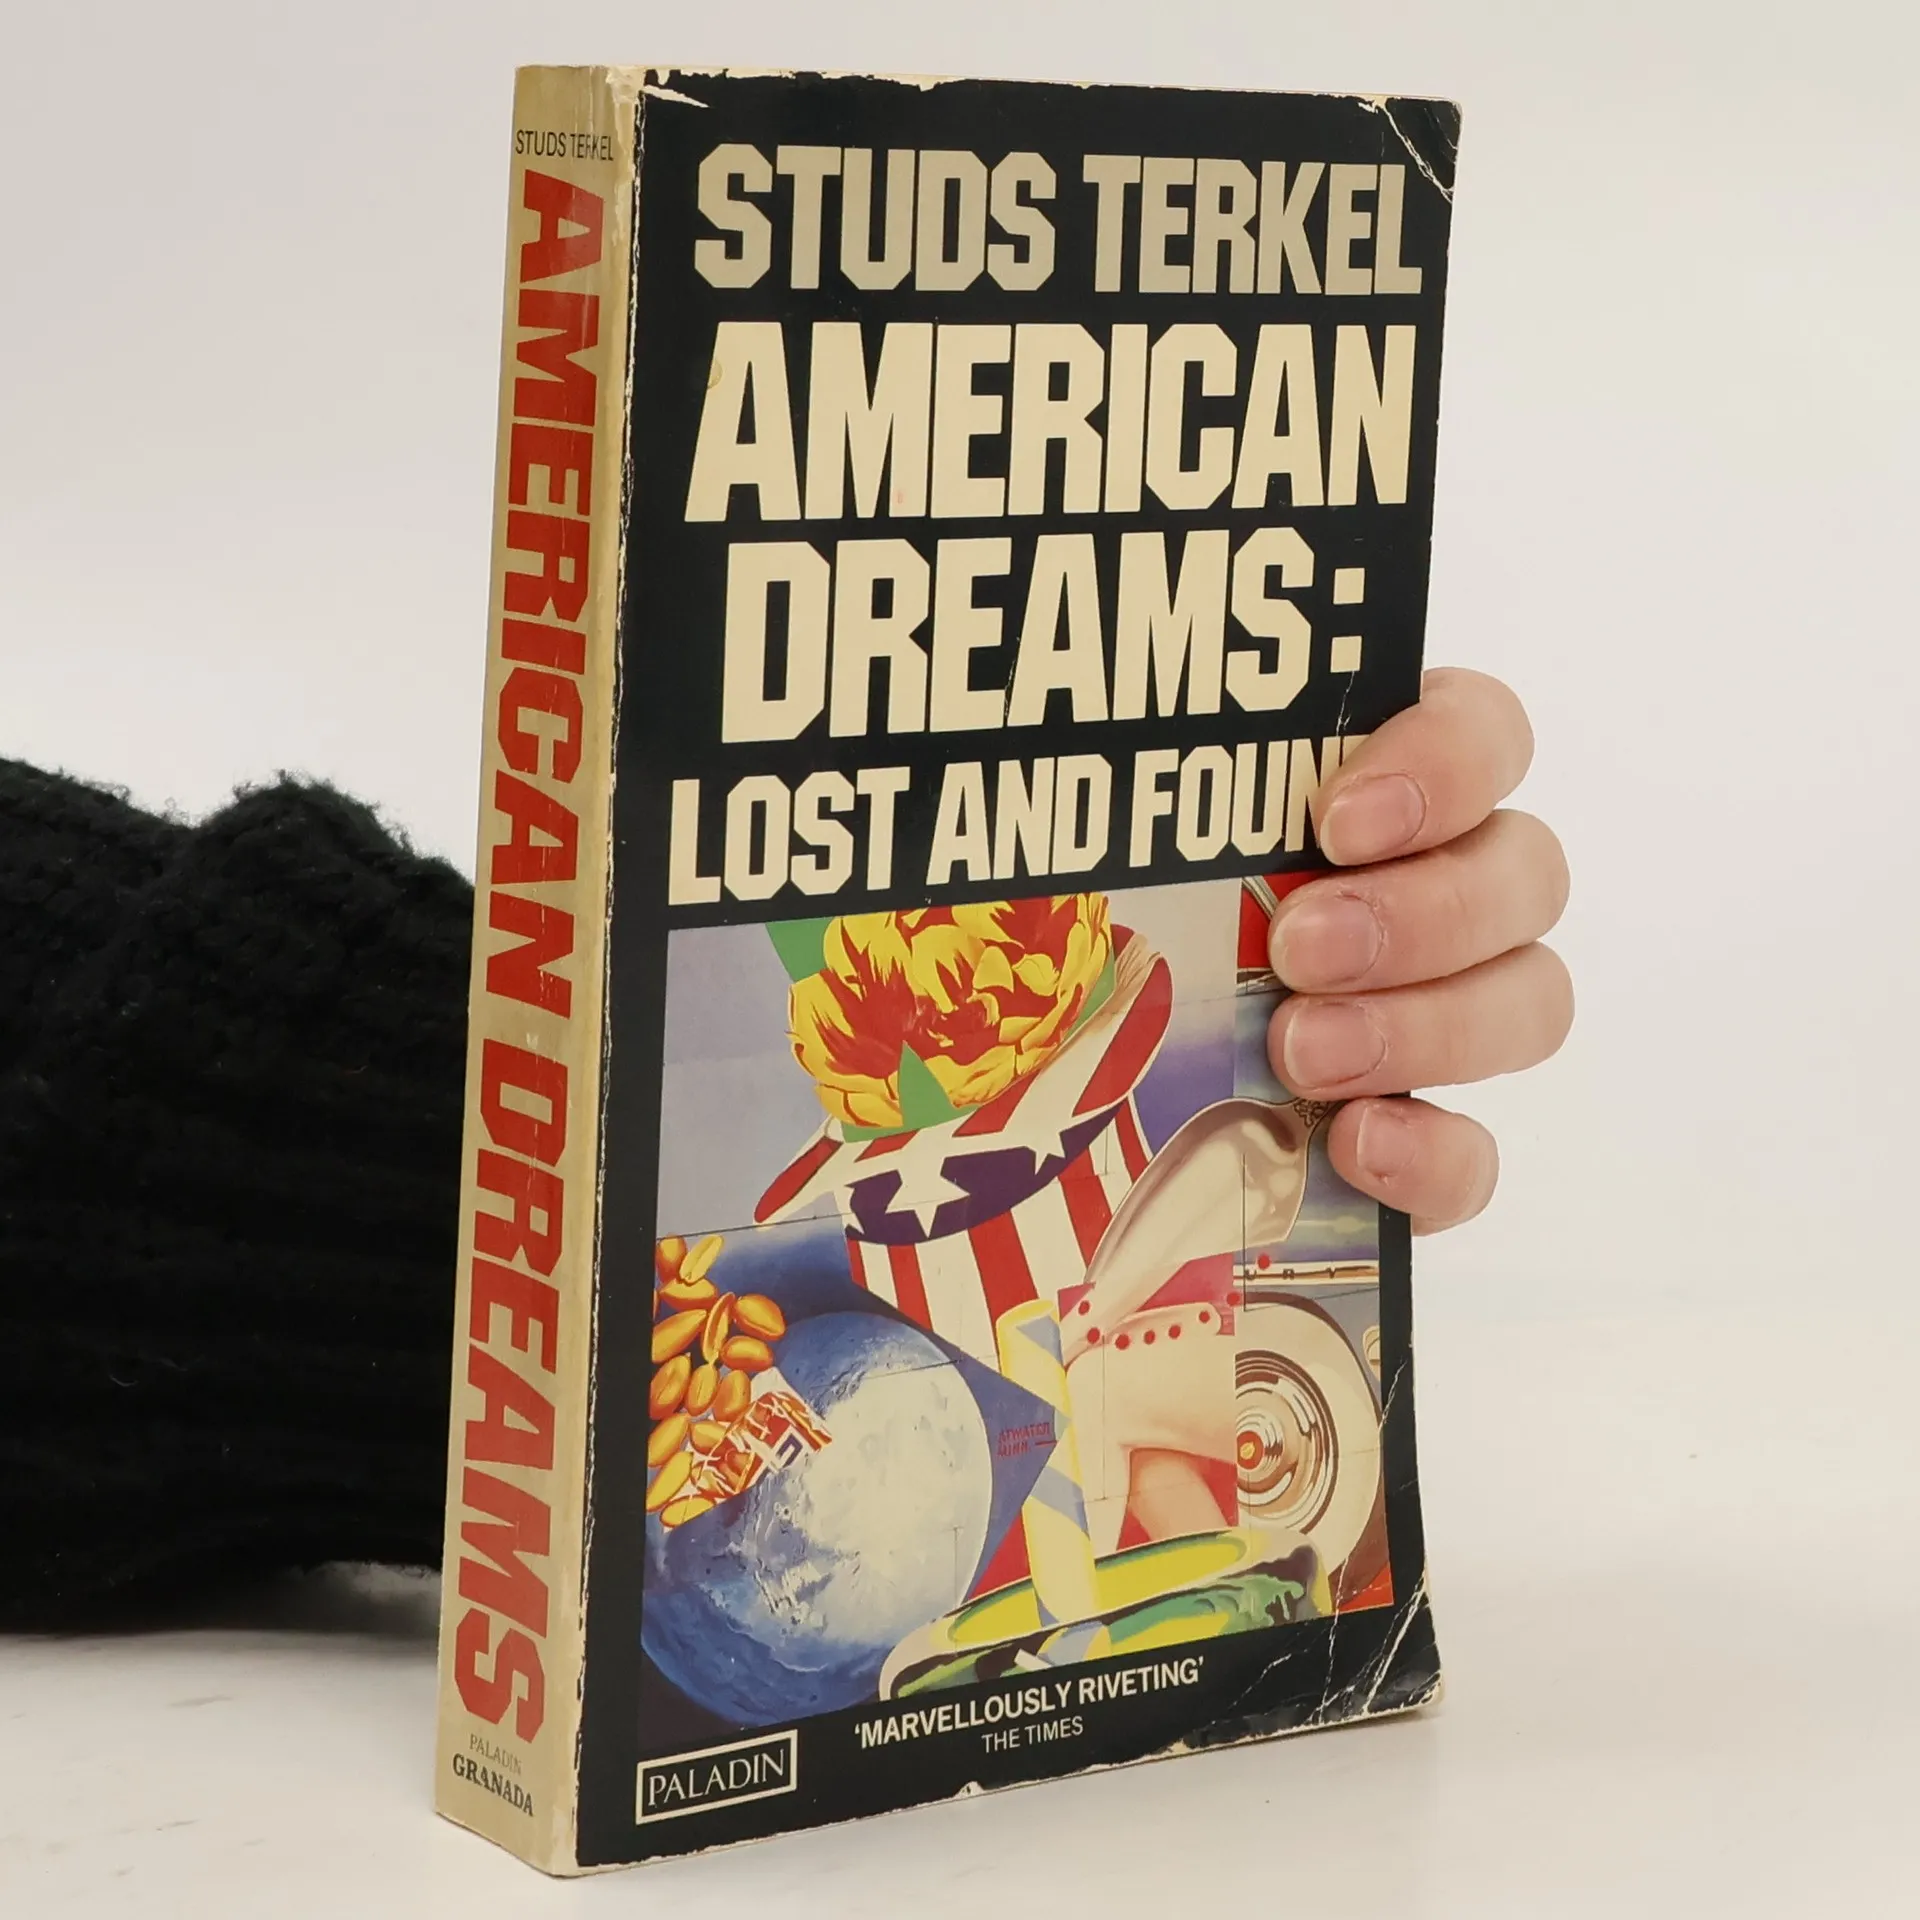 STUDS TERKEL
AMERICAN DREAMS
PALADIN
GRANADA
STUDS TERKEL
AMERICAN
DREAMS:
LOST AND FOUN
URY
ATWATER
'MARVELLOUSLY RIVETING'
THE TIMES
PALADIN